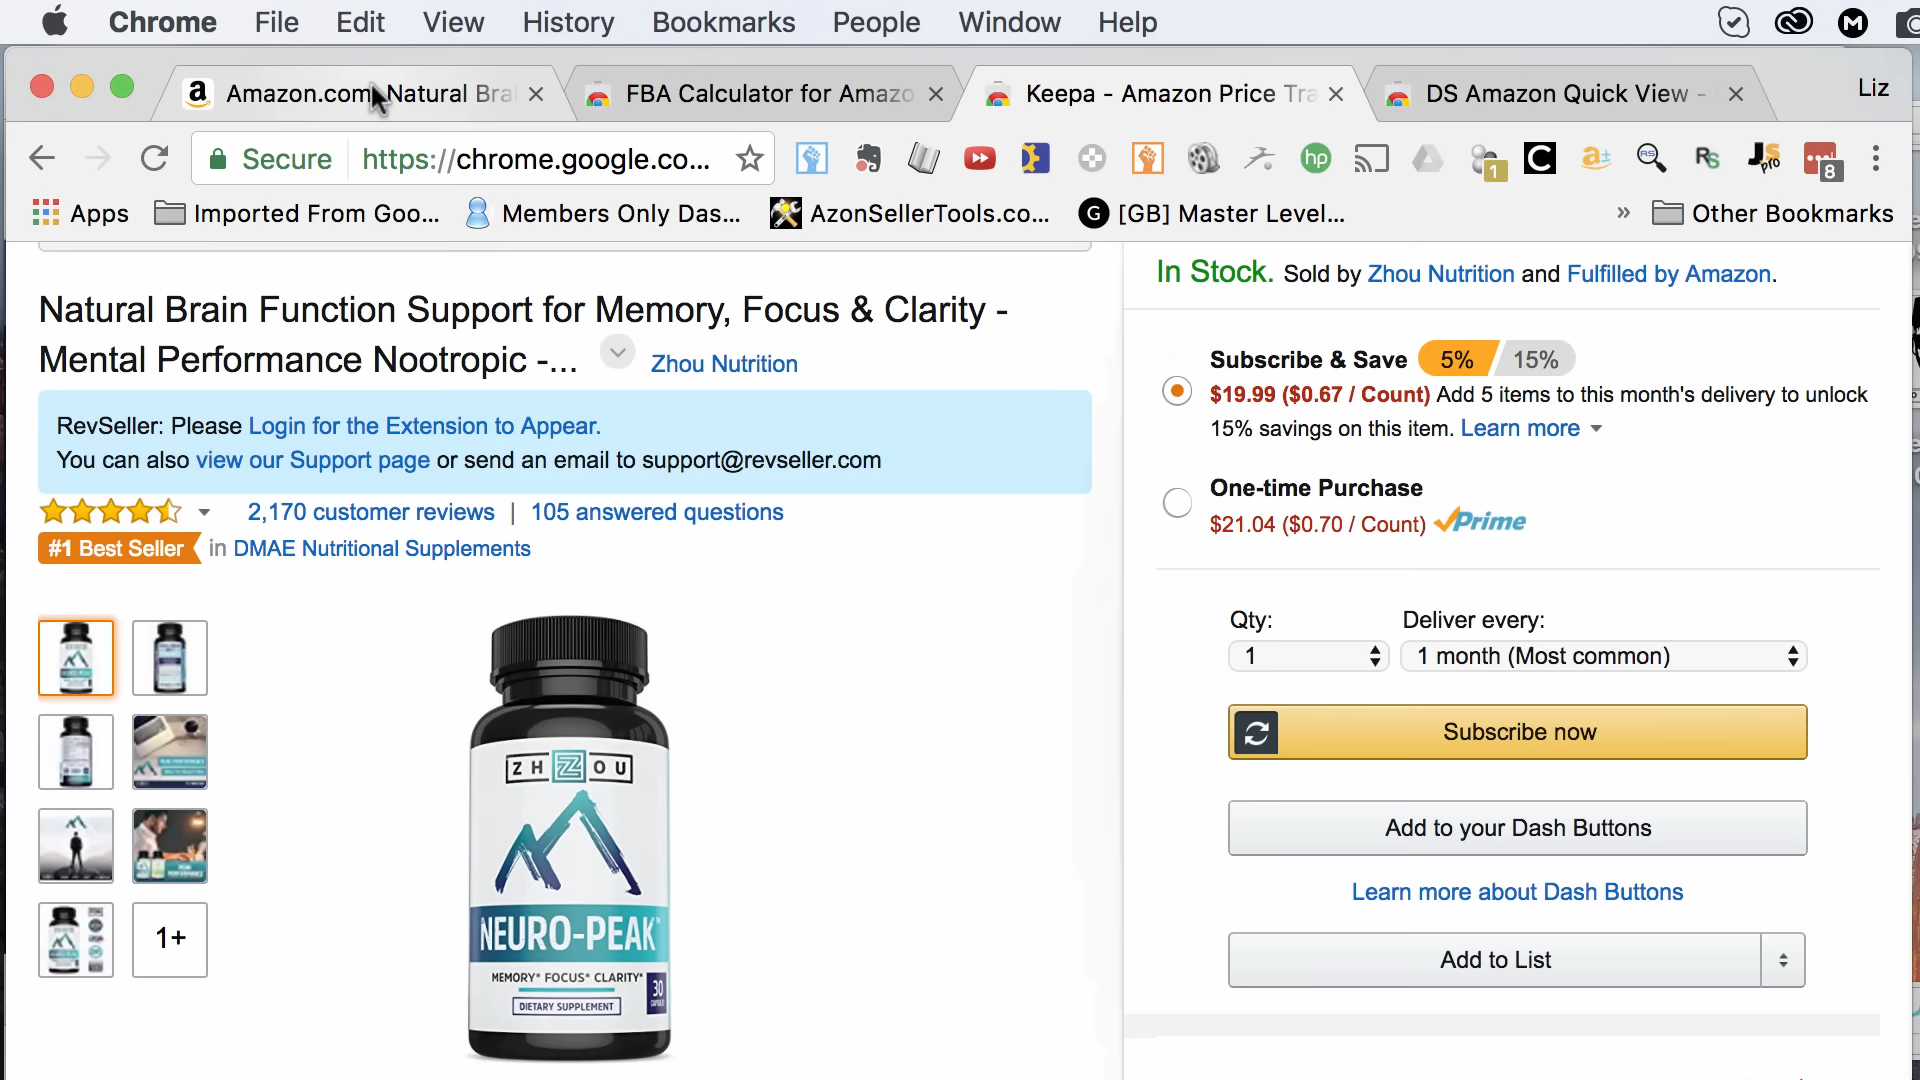 Chrome File Edit View History Bookmarks People Window Help
Amazon.com: Natural Brai
FBA Calculator for Amazo
Keepa - Amazon Price Tra
DS Amazon Quick View -
Liz
Secure https://chrome.google.co...
hp
1
8
Apps Imported From Goo... Members Only Das... AzonSellerTools.co... [GB] Master Level... » Other Bookmarks
Natural Brain Function Support for Memory, Focus & Clarity -
Mental Performance Nootropic -... Zhou Nutrition
RevSeller: Please Login for the Extension to Appear.
You can also view our Support page or send an email to support@revseller.com
2,170 customer reviews | 105 answered questions
#1 Best Seller in DMAE Nutritional Supplements
1+
ZHZOU
NEURO-PEAK™
MEMORY* FOCUS* CLARITY*
30
DIETARY SUPPLEMENT
In Stock. Sold by Zhou Nutrition and Fulfilled by Amazon.
Subscribe & Save 5% 15%
$19.99 ($0.67 / Count) Add 5 items to this month's delivery to unlock
15% savings on this item. Learn more
One-time Purchase
$21.04 ($0.70 / Count) Prime
Qty: Deliver every:
1 1 month (Most common)
Subscribe now
Add to your Dash Buttons
Learn more about Dash Buttons
Add to List